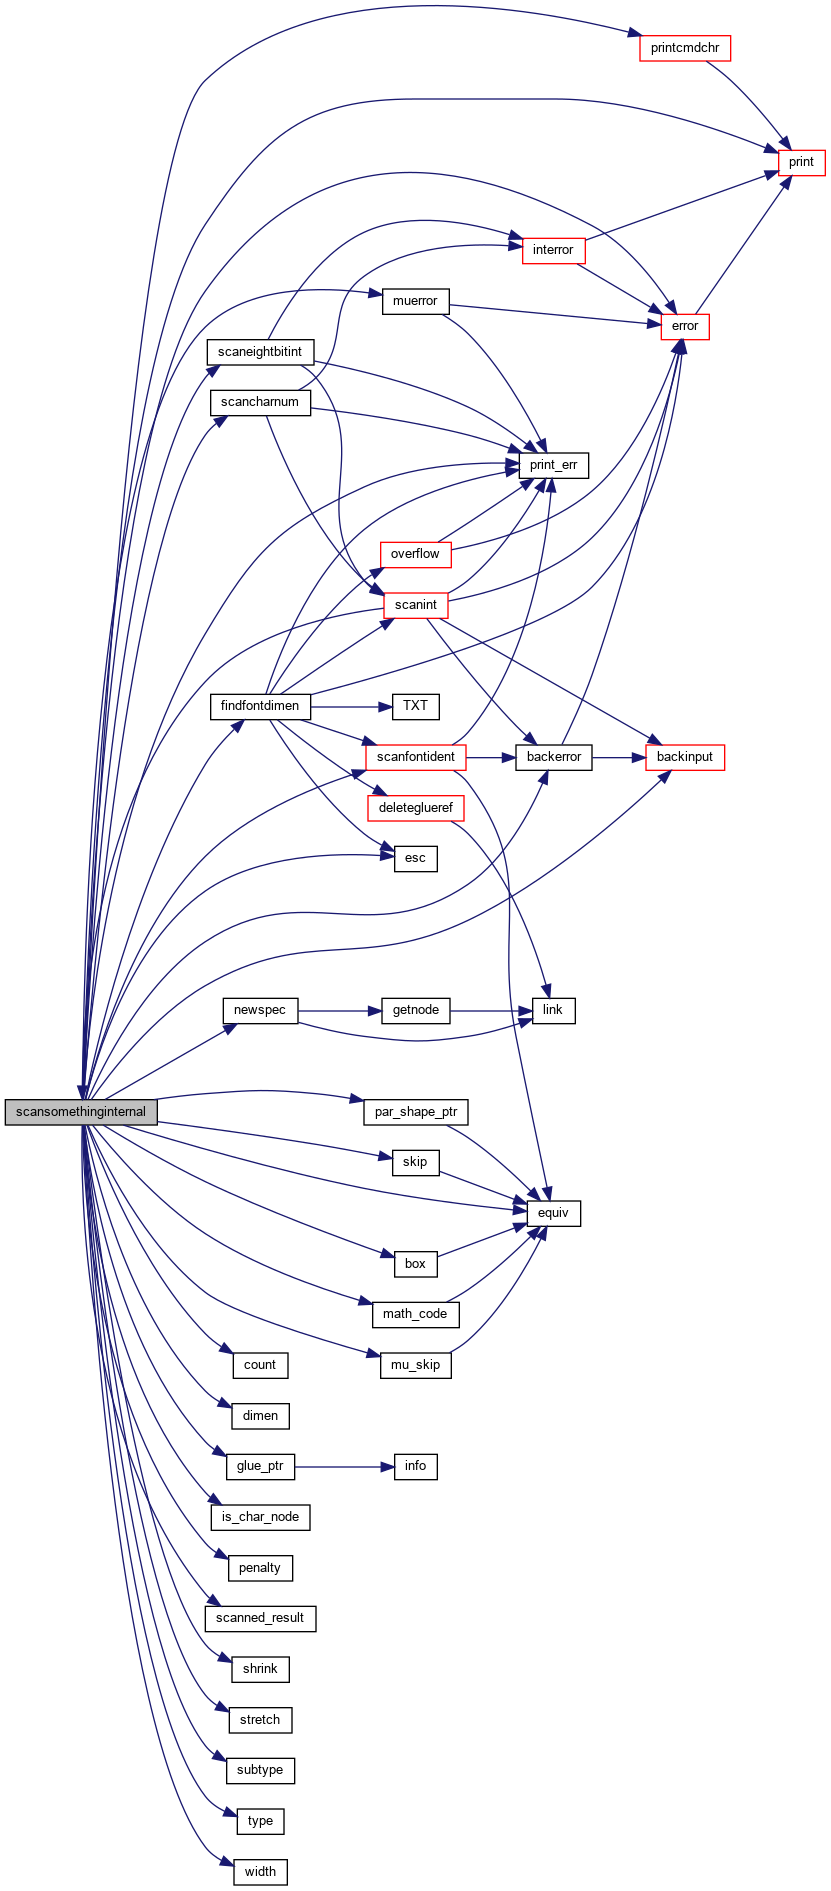 printcmdchr
print
interror
muerror
error
scaneightbitint
scancharnum
print_err
overflow
scanint
findfontdimen
TXT
scanfontident
backerror
backinput
deleteglueref
esc
newspec
getnode
link
scansomethinginternal
par_shape_ptr
skip
equiv
box
math_code
count
mu_skip
dimen
glue_ptr
info
is_char_node
penalty
scanned_result
shrink
stretch
subtype
type
width